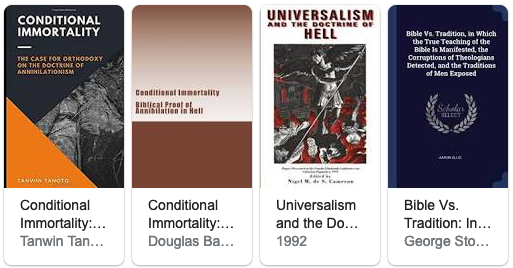 CONDITIONAL
IMMORTALITY
THE CASE FOR ORTHODOXY
ON THE DOCTRINE OF
ANNIHILATIONISM
TANWIN TANOTO
Conditional
Immortality:...
Tanwin Tan...
Conditional Immortality
Biblical Proof of
Annihilation in Hell
Conditional
Immortality:...
Douglas Ba...
UNIVERSALISM
AND THE DOCTRINE OF
HELL
Edited by
Nigel M. de S. Cameron
Universalism
and the Do...
1992
Bible Vs. Tradition, in Which
the True Teaching of the
Bible Is Manifested, the
Corruptions of Theologians
Detected, and the Traditions
of Men Exposed
Scholar
SELECT
AARON ELLIS
Bible Vs.
Tradition: In...
George Sto...